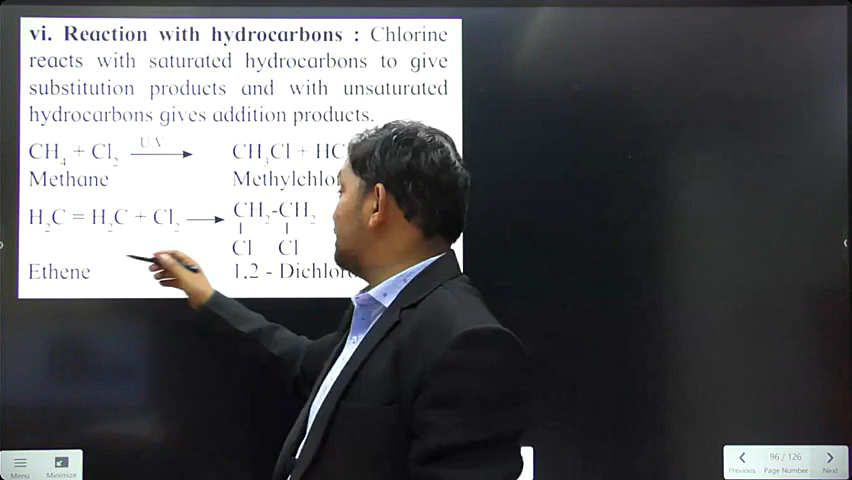 vi. Reaction with hydrocarbons : Chlorine
reacts with saturated hydrocarbons to give
substitution products and with unsaturated
hydrocarbons gives addition products.
U.V
CH₄ + Cl₂ ⟶ CH₃Cl + HC
Methane Methylchlo
H₂C = H₂C + Cl₂ ⟶ CH₂-CH₂
Cl Cl
Ethene 1,2 - Dichloro
Menu Minimize
96 / 126
Previous Page Number Next